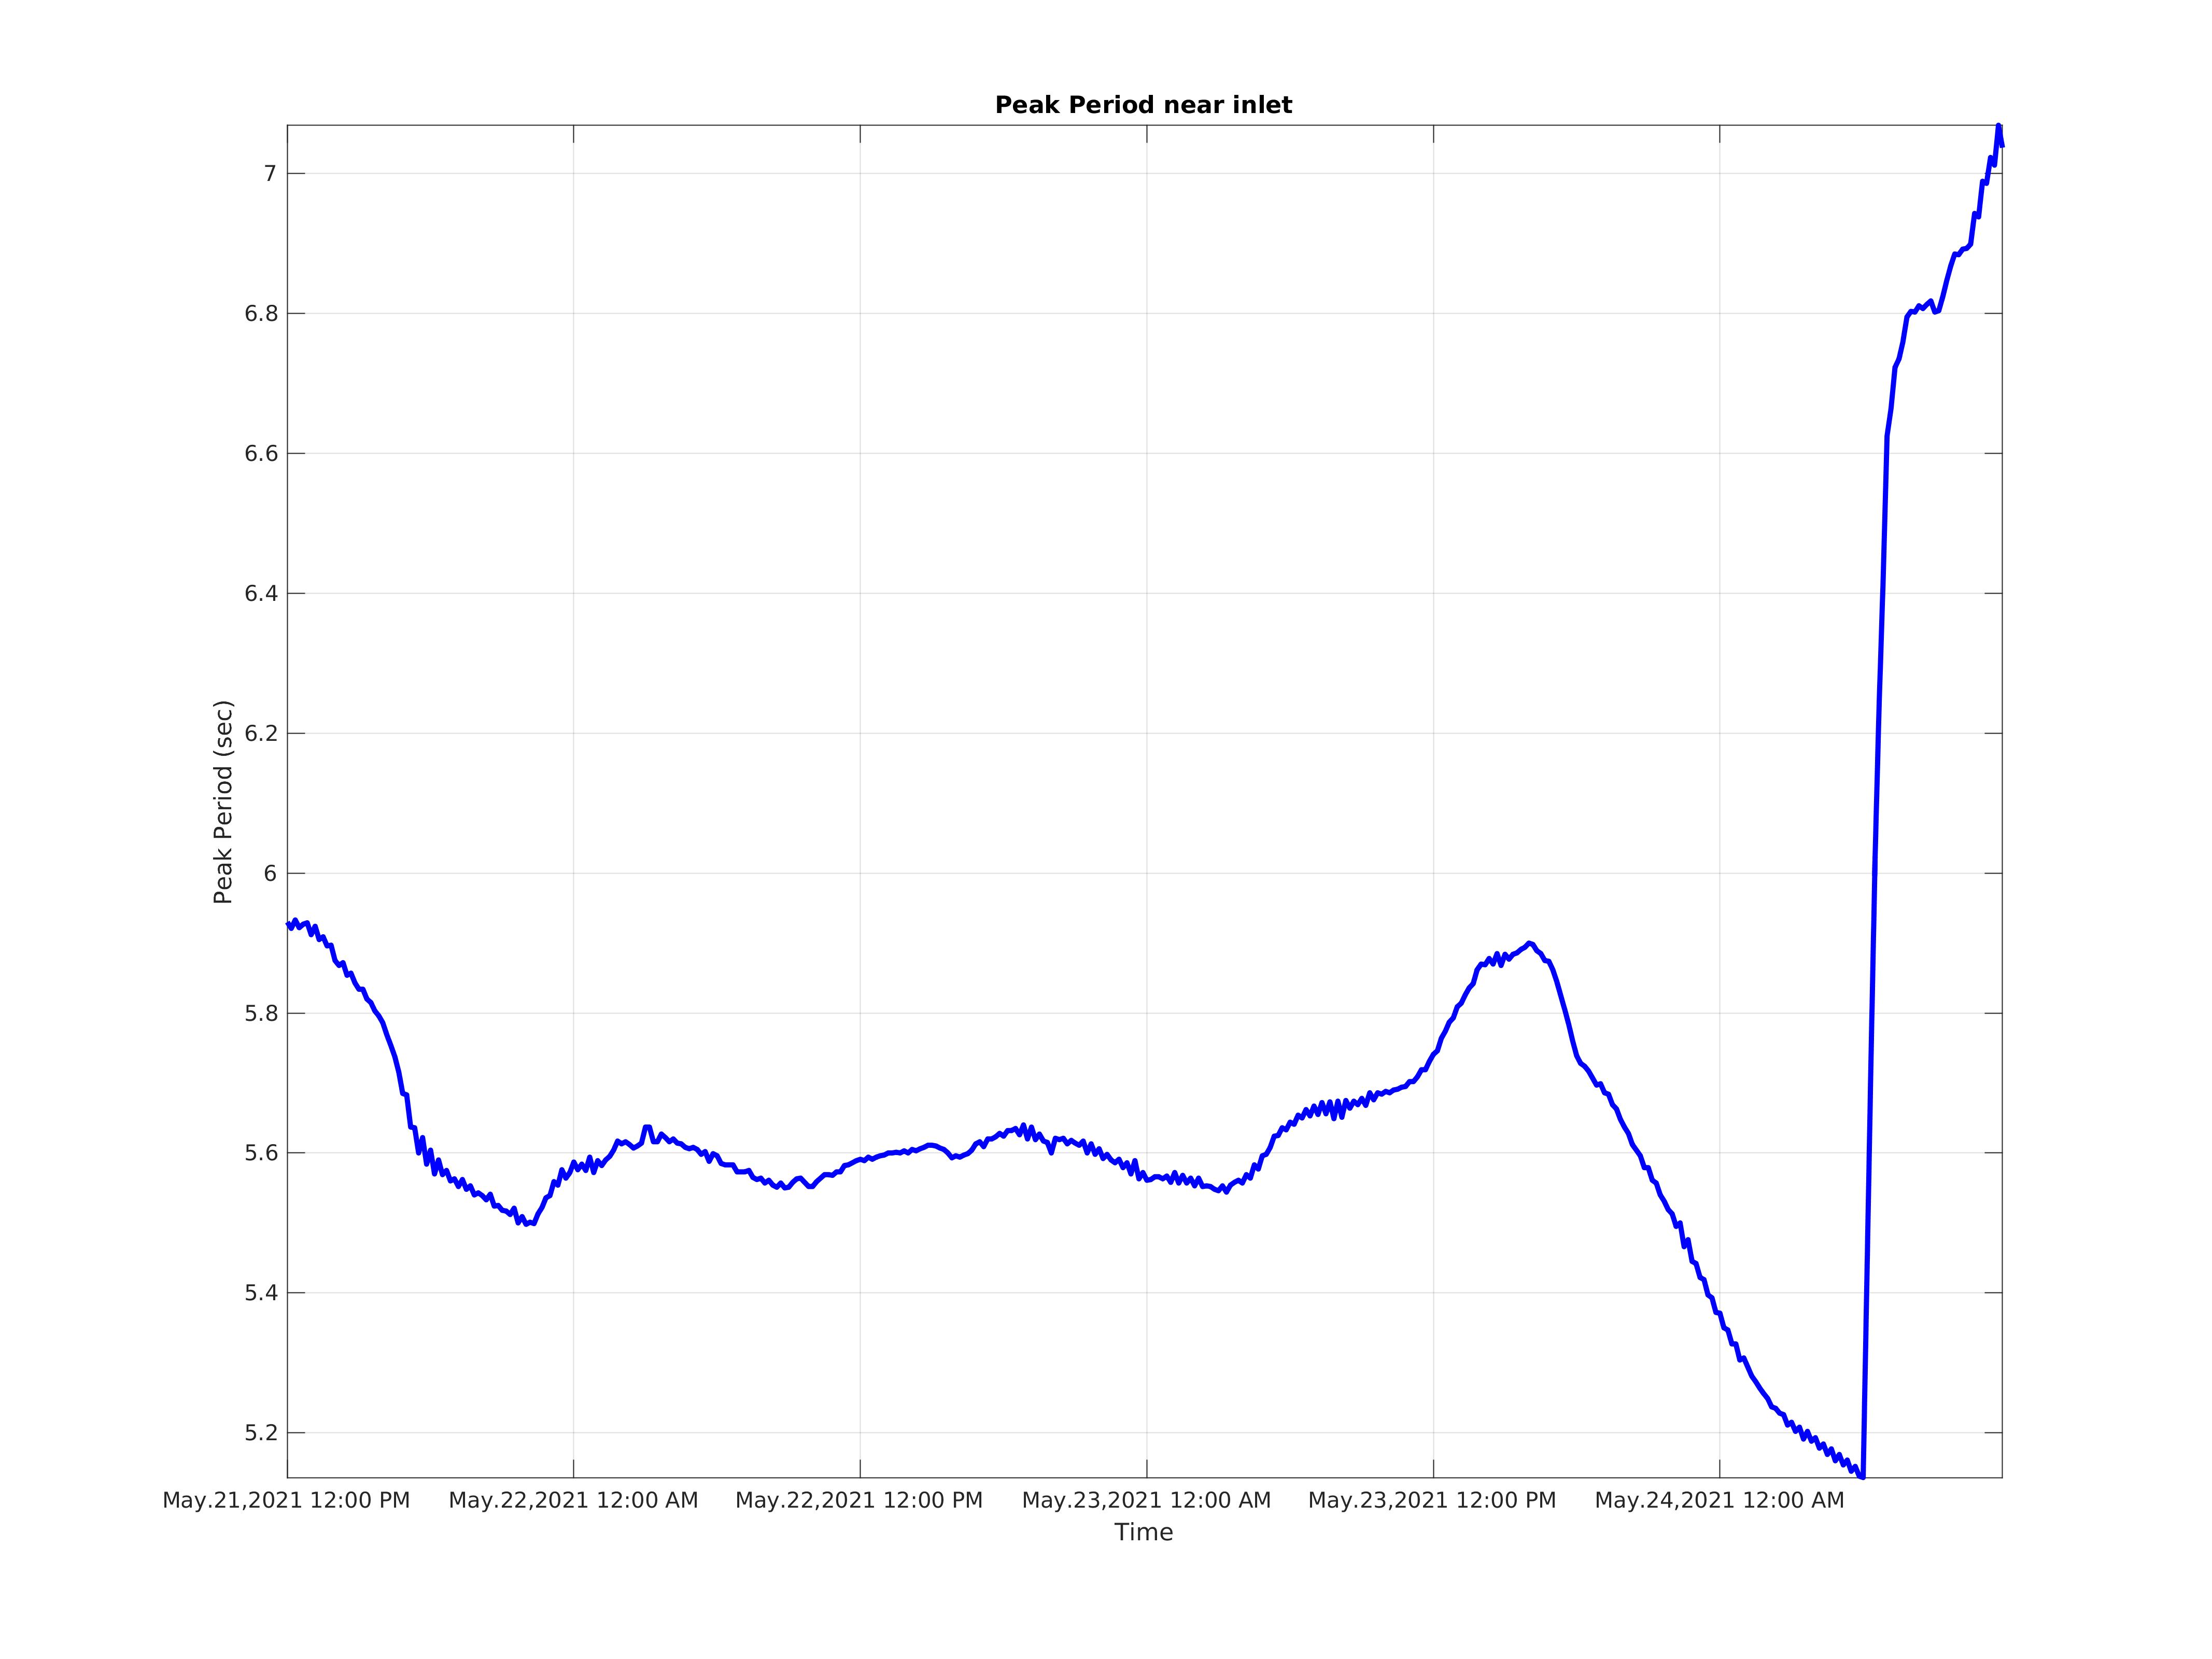 Peak Period near inlet
Peak Period (sec)
7
6.8
6.6
6.4
6.2
6
5.8
5.6
5.4
5.2
May.21,2021 12:00 PM
May.22,2021 12:00 AM
May.22,2021 12:00 PM
May.23,2021 12:00 AM
May.23,2021 12:00 PM
May.24,2021 12:00 AM
Time